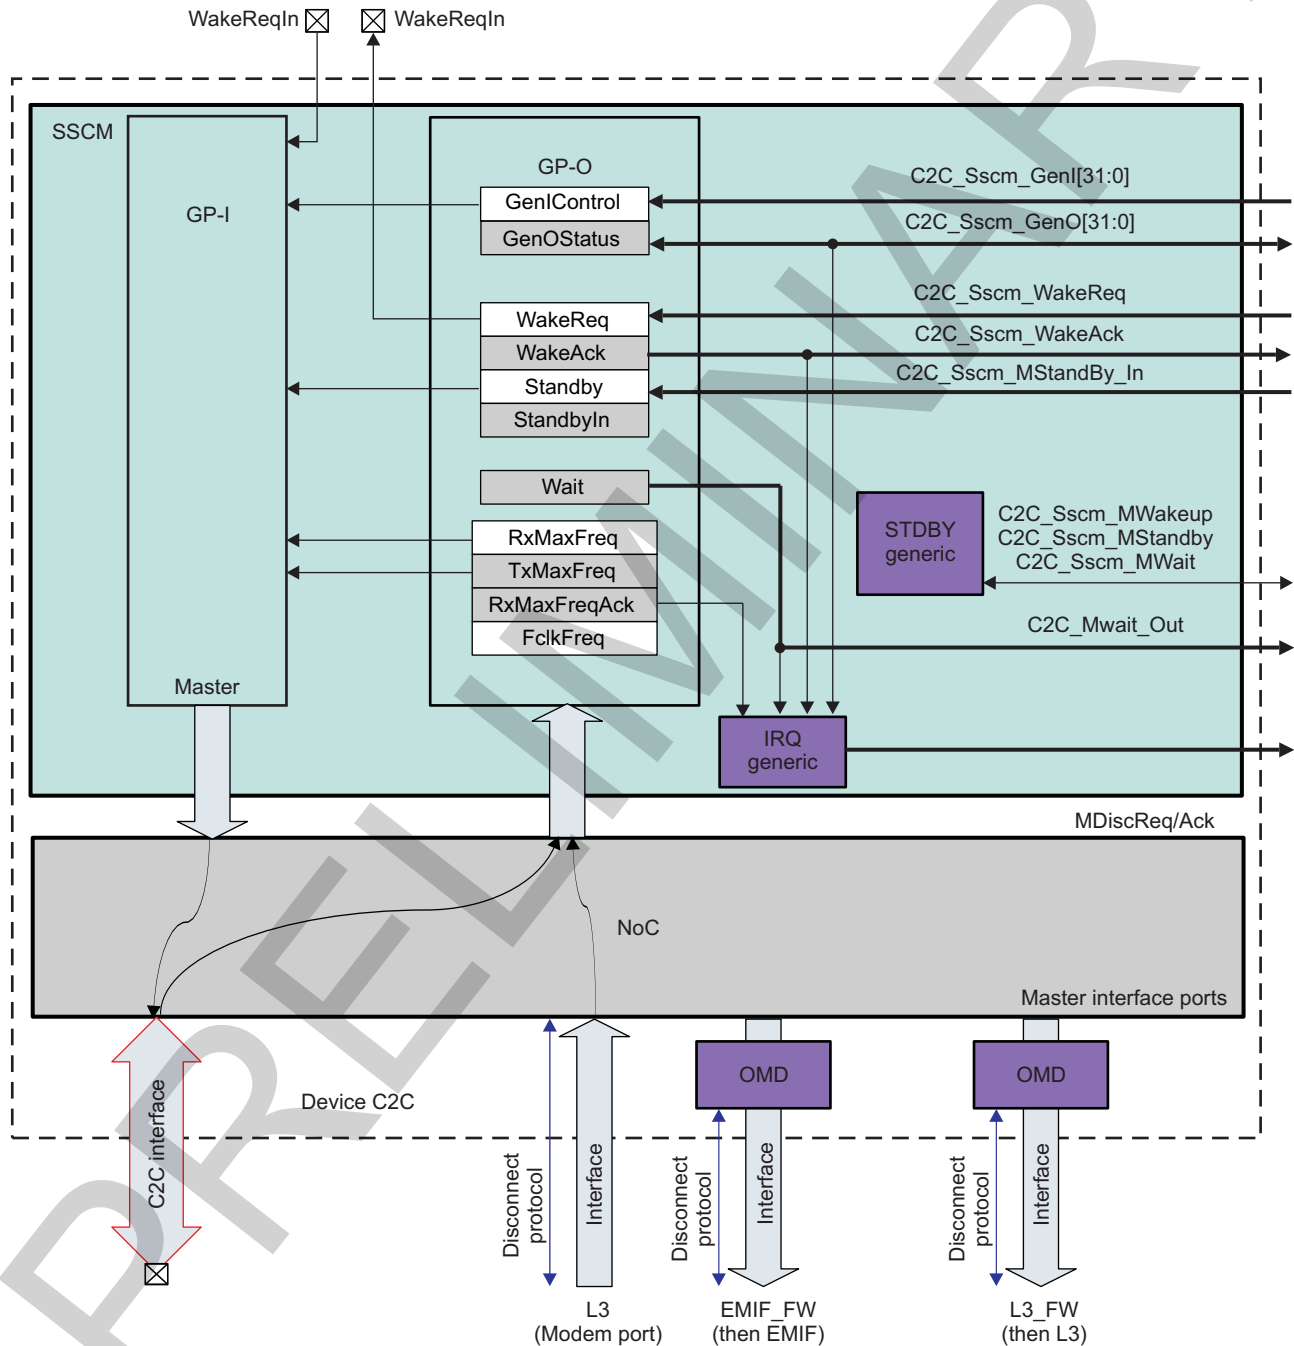 WakeReqIn
WakeReqIn
SSCM
GP-I
GP-O
GenIControl
GenOStatus
WakeReq
WakeAck
Standby
StandbyIn
Wait
RxMaxFreq
TxMaxFreq
RxMaxFreqAck
FclkFreq
Master
C2C_Sscm_GenI[31:0]
C2C_Sscm_GenO[31:0]
C2C_Sscm_WakeReq
C2C_Sscm_WakeAck
C2C_Sscm_MStandBy_In
STDBY
generic
C2C_Sscm_MWakeup
C2C_Sscm_MStandby
C2C_Sscm_MWait
C2C_Mwait_Out
IRQ
generic
MDiscReq/Ack
NoC
Master interface ports
C2C interface
Device C2C
Disconnect
protocol
Interface
OMD
Disconnect
protocol
Interface
OMD
Disconnect
protocol
Interface
L3
(Modem port)
EMIF_FW
(then EMIF)
L3_FW
(then L3)
PRELIMINAR